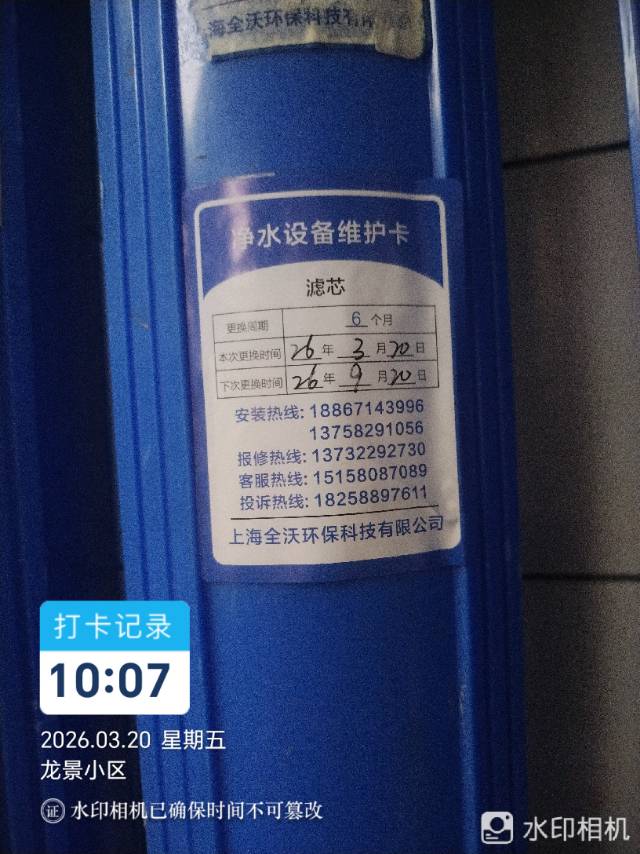 海全沃环保科技有
净水设备维护卡
滤芯
更换周期 6 个月
本次更换时间 26 年 3 月 20 日
下次更换时间 26 年 9 月 20 日
安装热线: 18867143996
13758291056
报修热线: 13732292730
客服热线: 15158087089
投诉热线: 18258897611
上海全沃环保科技有限公司
打卡记录
10:07
2026.03.20 星期五
龙景小区
证 水印相机已确保时间不可篡改
水印相机